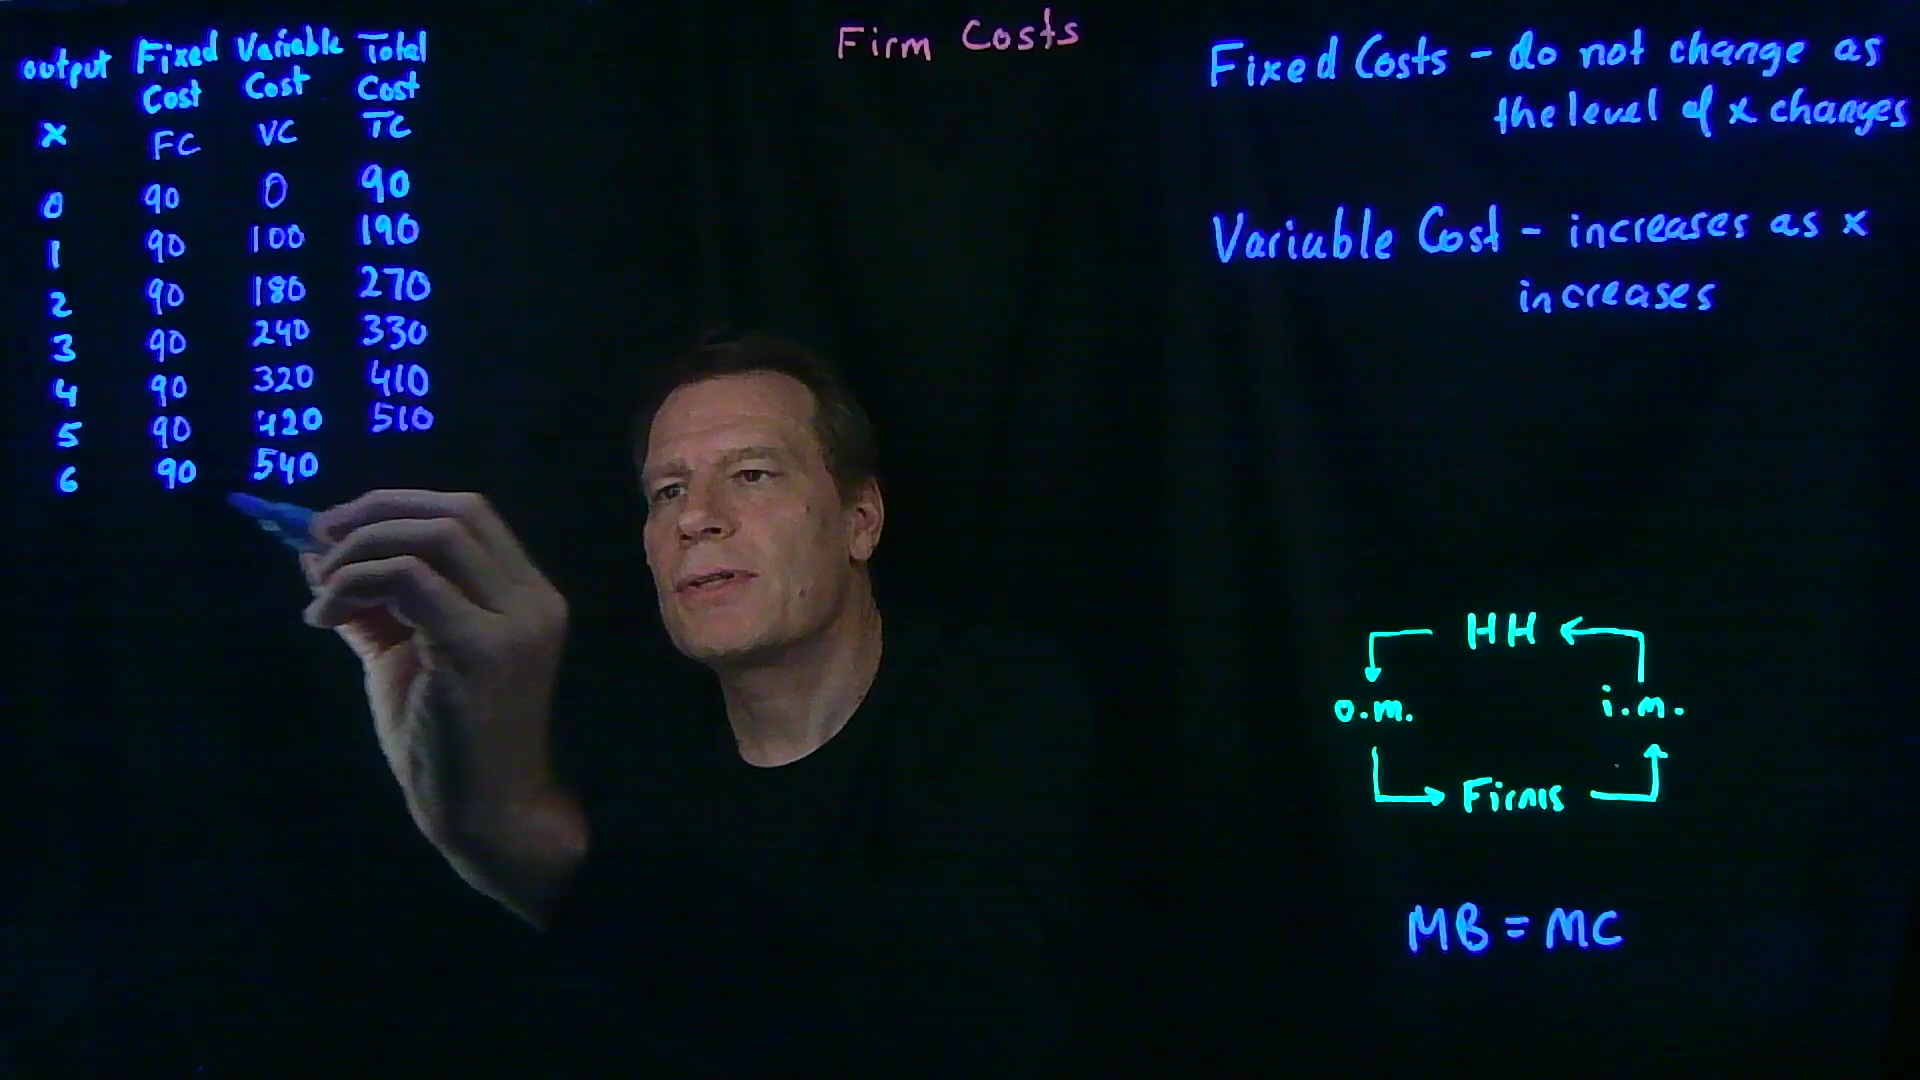 Firm Costs
output Fixed Cost Variable Cost Total Cost
x FC VC TC
0 90 0 90
1 90 100 190
2 90 180 270
3 90 240 330
4 90 320 410
5 90 420 510
6 90 540
Fixed Costs - do not change as
the level of x changes
Variable Cost - increases as x
increases
HH
o.m. i.m.
Firms
MB = MC